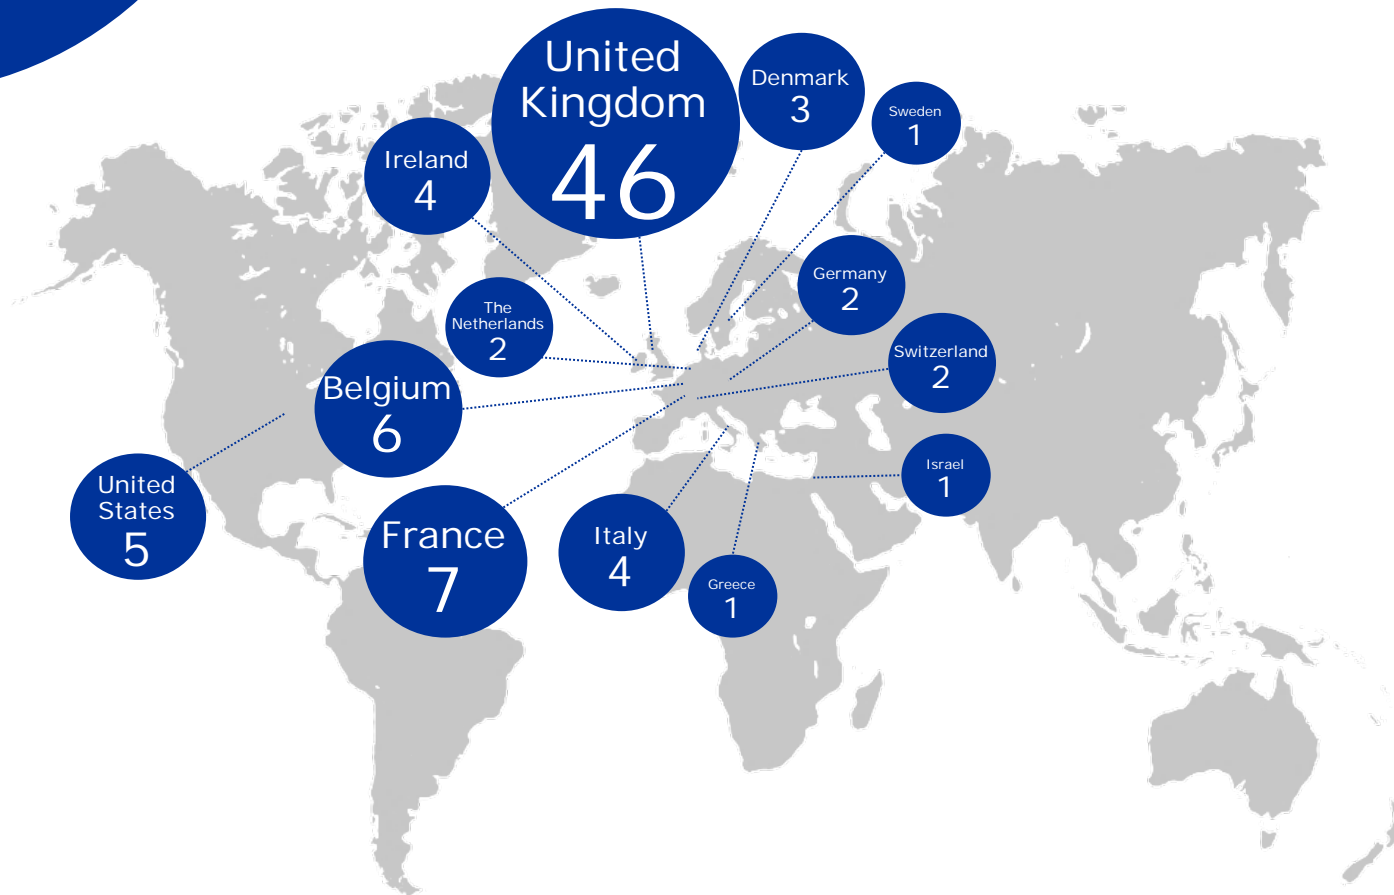 United
Kingdom
46
Denmark
3
Sweden
1
Ireland
4
Germany
2
The
Netherlands
2
Switzerland
2
Belgium
6
Israel
1
United
States
5
France
7
Italy
4
Greece
1